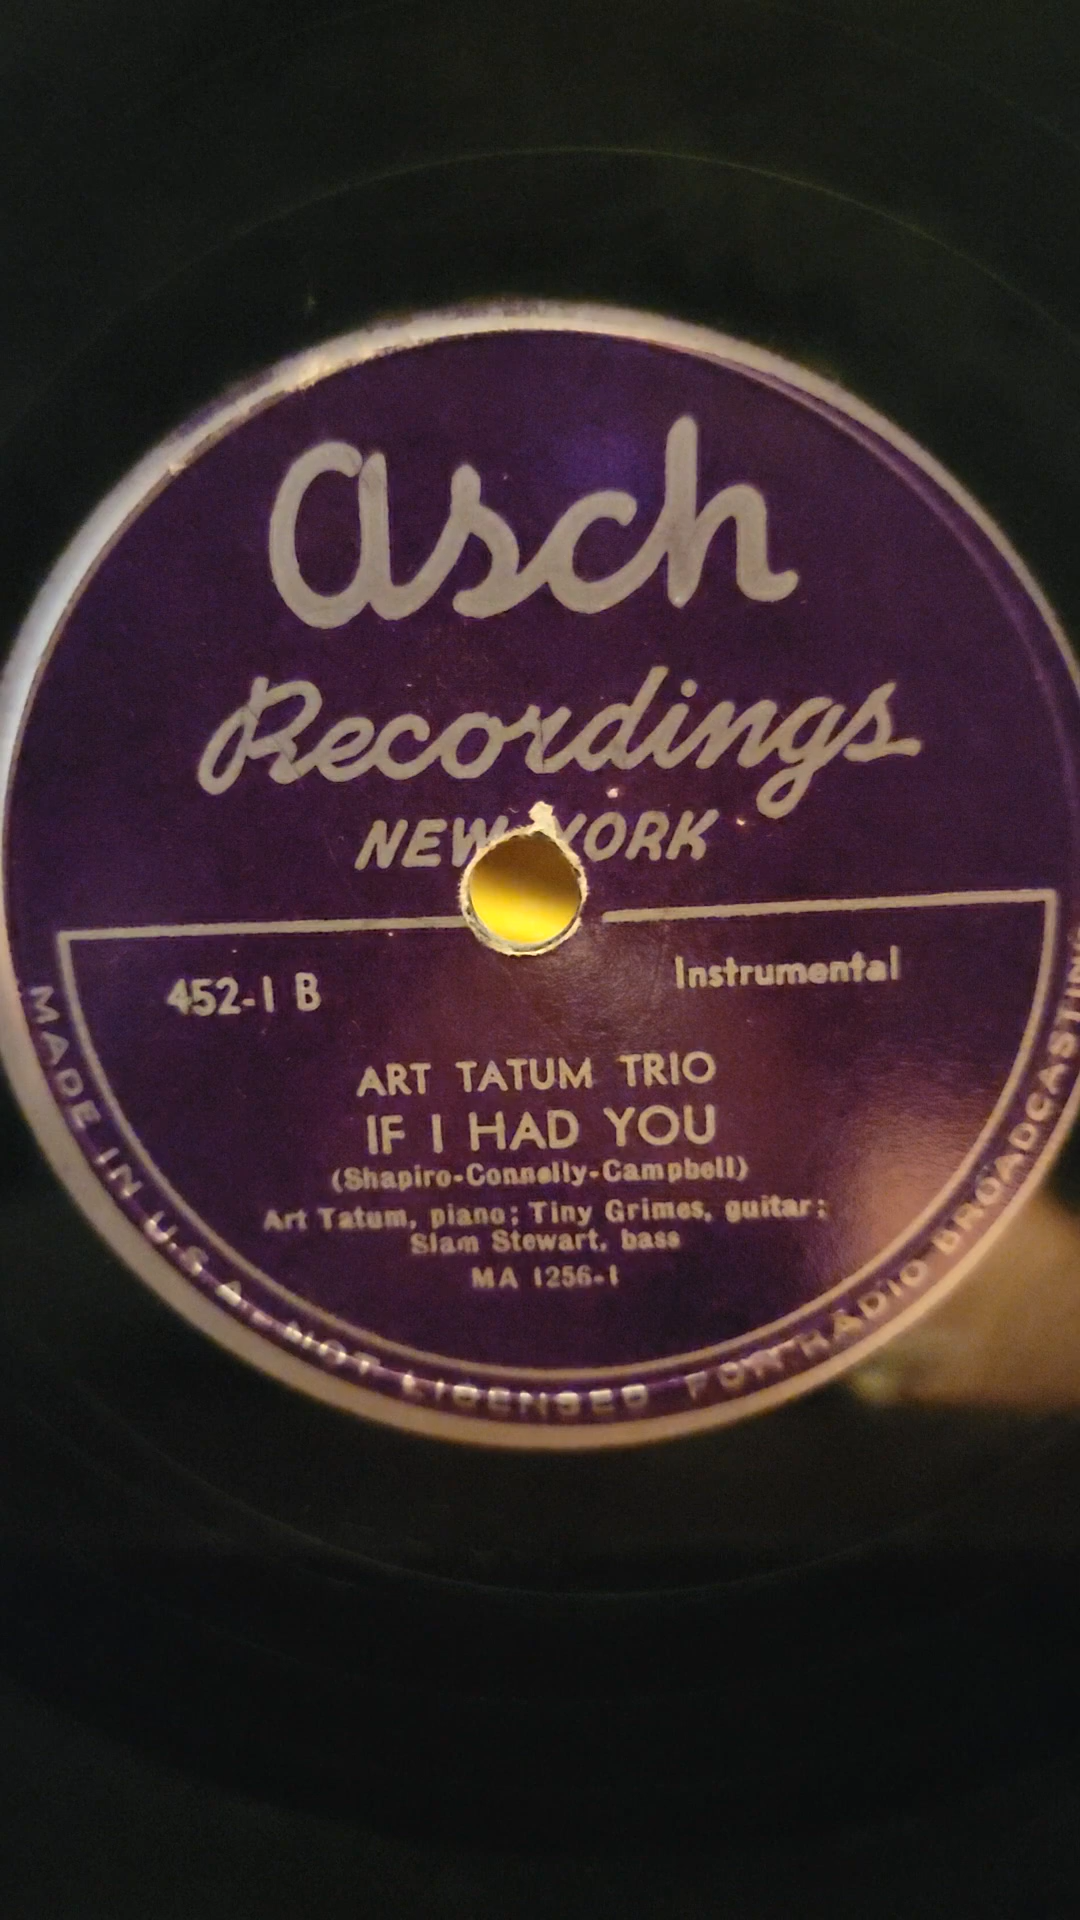 asch
Recordings
NEW YORK
452-1 B
Instrumental
ART TATUM TRIO
IF I HAD YOU
(Shapiro-Connelly-Campbell)
Art Tatum, piano; Tiny Grimes, guitar;
Slam Stewart, bass
MA 1256-1
MADE IN U.S.A., NOT LICENSED FOR RADIO BROADCASTING